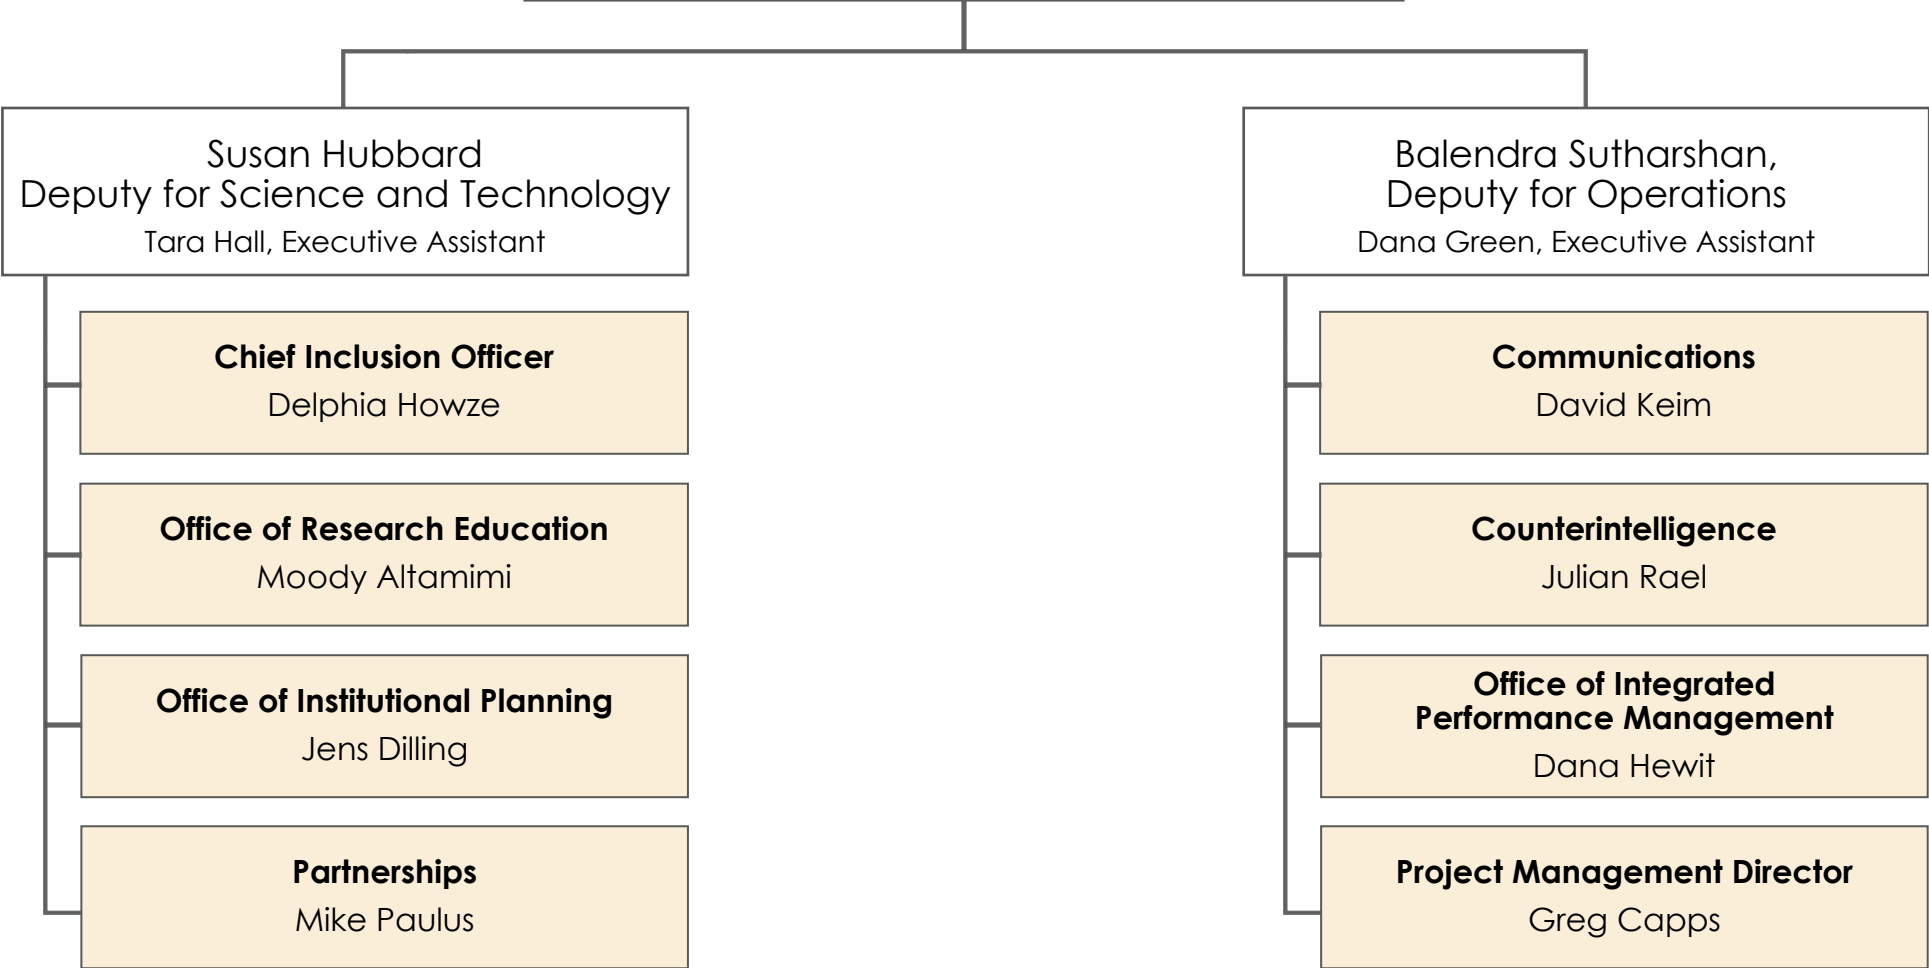 Susan Hubbard
Deputy for Science and Technology
Tara Hall, Executive Assistant
Chief Inclusion Officer
Delphia Howze
Office of Research Education
Moody Altamimi
Office of Institutional Planning
Jens Dilling
Partnerships
Mike Paulus
Balendra Sutharshan,
Deputy for Operations
Dana Green, Executive Assistant
Communications
David Keim
Counterintelligence
Julian Rael
Office of Integrated
Performance Management
Dana Hewit
Project Management Director
Greg Capps